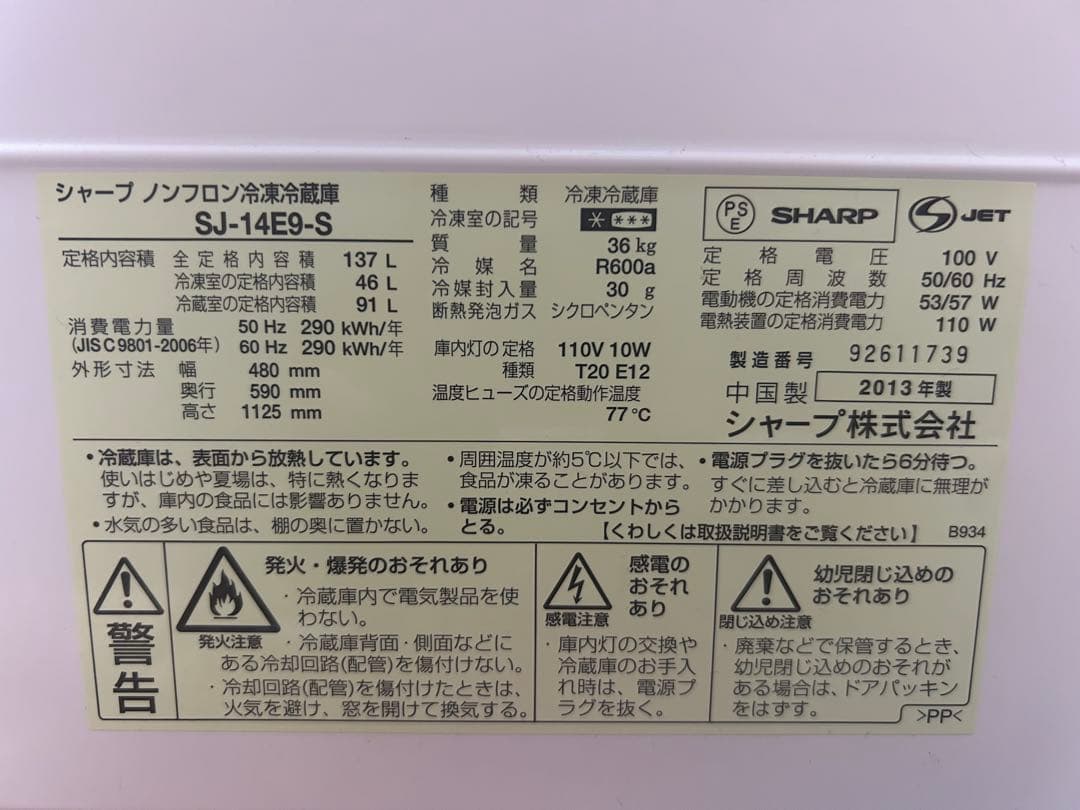 シャープ ノンフロン冷凍冷蔵庫
SJ-14E9-S
定格内容積 全定格内容積 137 L
冷凍室の定格内容積 46 L
冷蔵室の定格内容積 91 L
消費電力量 50 Hz 290 kWh/年
(JIS C 9801-2006年) 60 Hz 290 kWh/年
外形寸法 幅 480 mm
奥行 590 mm
高さ 1125 mm
種類 冷凍冷蔵庫
冷凍室の記号 * ***
質量 36 kg
冷媒名 R600a
冷媒封入量 30 g
断熱発泡ガス シクロペンタン
庫内灯の定格 110V 10W
種類 T20 E12
温度ヒューズの定格動作温度
77 ℃
PSE SHARP JET
定格電圧 100 V
定格周波数 50/60 Hz
電動機の定格消費電力 53/57 W
電熱装置の定格消費電力 110 W
製造番号 92611739
中国製 2013年製
シャープ株式会社
・冷蔵庫は、表面から放熱しています。
使いはじめや夏場は、特に熱くなりま
すが、庫内の食品には影響ありません。
・水気の多い食品は、棚の奥に置かない。
・周囲温度が約5℃以下では、
食品が凍ることがあります。
・電源は必ずコンセントから
とる。
・電源プラグを抜いたら6分待つ。
すぐに差し込むと冷蔵庫に無理が
かかります。
【くわしくは取扱説明書をご覧ください】 B934
警告
発火注意
発火・爆発のおそれあり
・冷蔵庫内で電気製品を使
わない。
・冷蔵庫背面・側面などに
ある冷却回路(配管)を傷付けない。
・冷却回路(配管)を傷付けたときは、
火気を避け、窓を開けて換気する。
感電注意
感電の
おそれ
あり
・庫内灯の交換や
冷蔵庫のお手入
れ時は、電源プ
ラグを抜く。
閉じ込め注意
幼児閉じ込めの
おそれあり
・廃棄などで保管するとき、
幼児閉じ込めのおそれが
ある場合は、ドアパッキン
をはずす。
>PP<